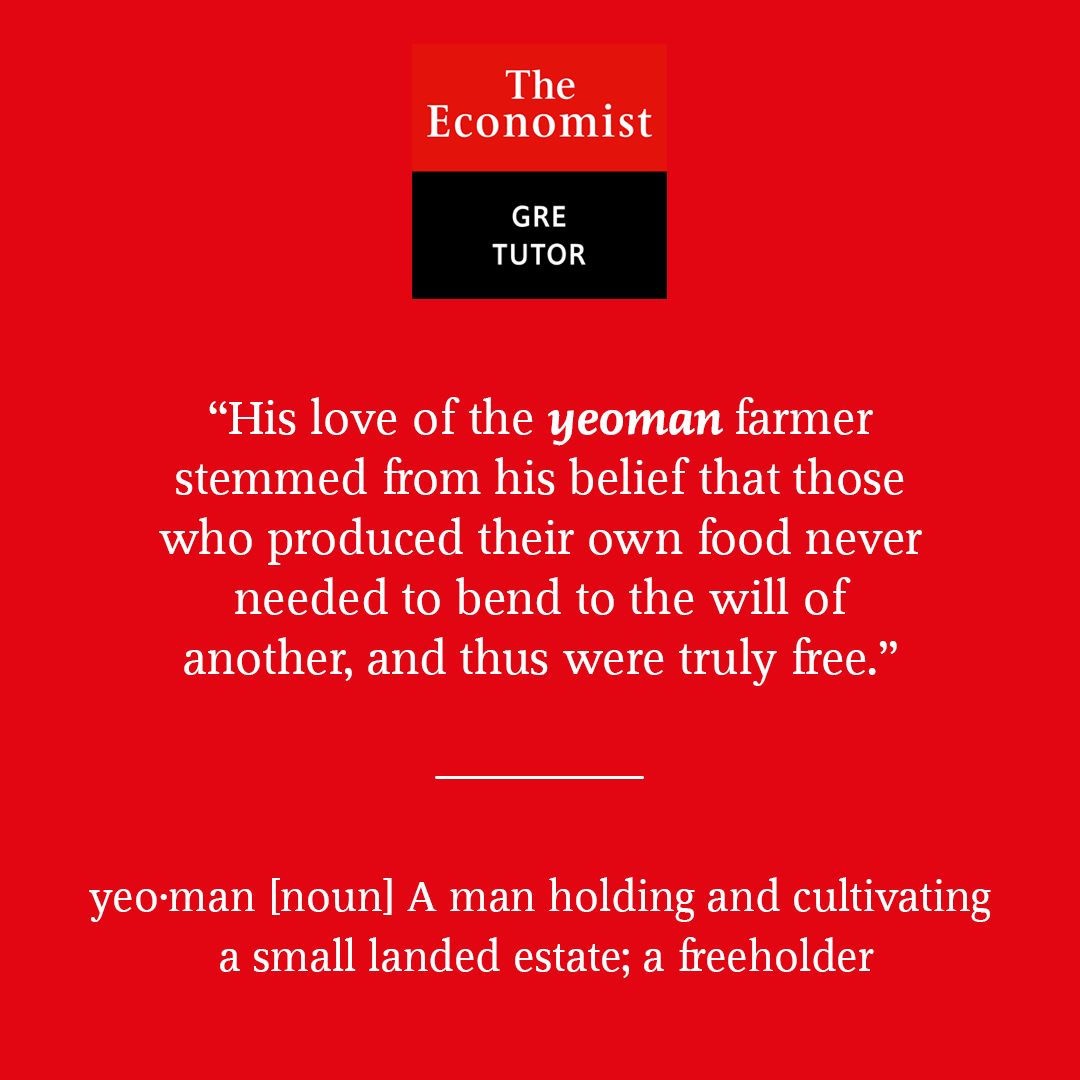 The
Economist
GRE
TUTOR
“His love of the yeoman farmer
stemmed from his belief that those
who produced their own food never
needed to bend to the will of
another, and thus were truly free.”
yeo·man [noun] A man holding and cultivating
a small landed estate; a freeholder